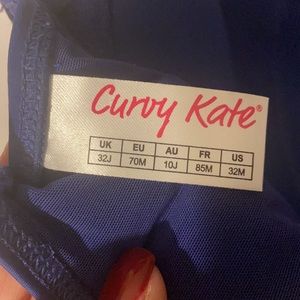 Curvy Kate®
UK EU AU FR US
32J 70M 10J 85M 32M